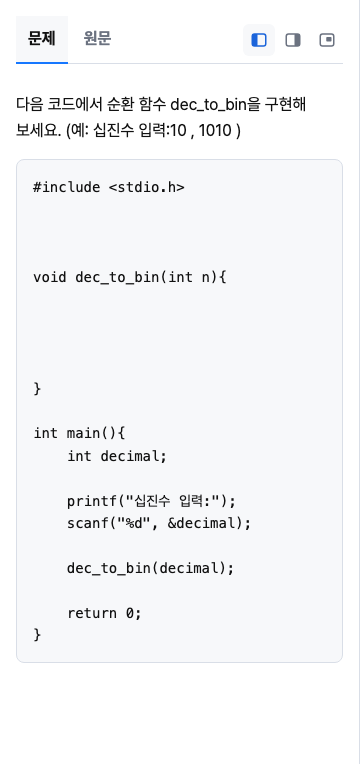 문제 원문
다음 코드에서 순환 함수 dec_to_bin을 구현해
보세요. (예: 십진수 입력:10 , 1010 )
#include <stdio.h>
void dec_to_bin(int n){
}
int main(){
    int decimal;
    printf("십진수 입력:");
    scanf("%d", &decimal);
    dec_to_bin(decimal);
    return 0;
}